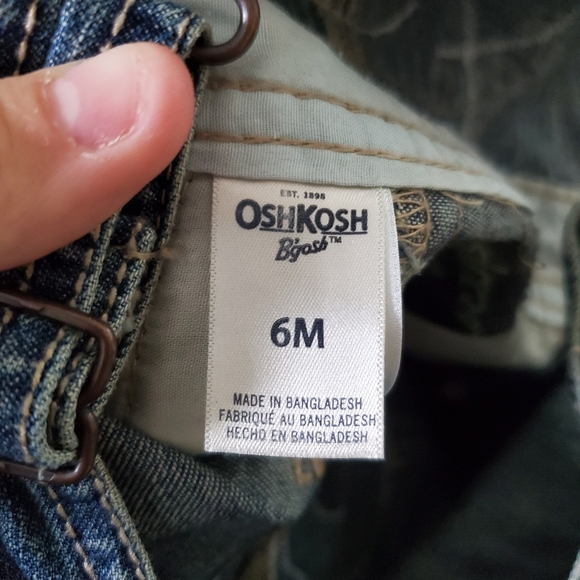 EST. 1895
OSHKOSH
B'gosh™
6M
MADE IN BANGLADESH
FABRIQUÉ AU BANGLADESH
HECHO EN BANGLADESH